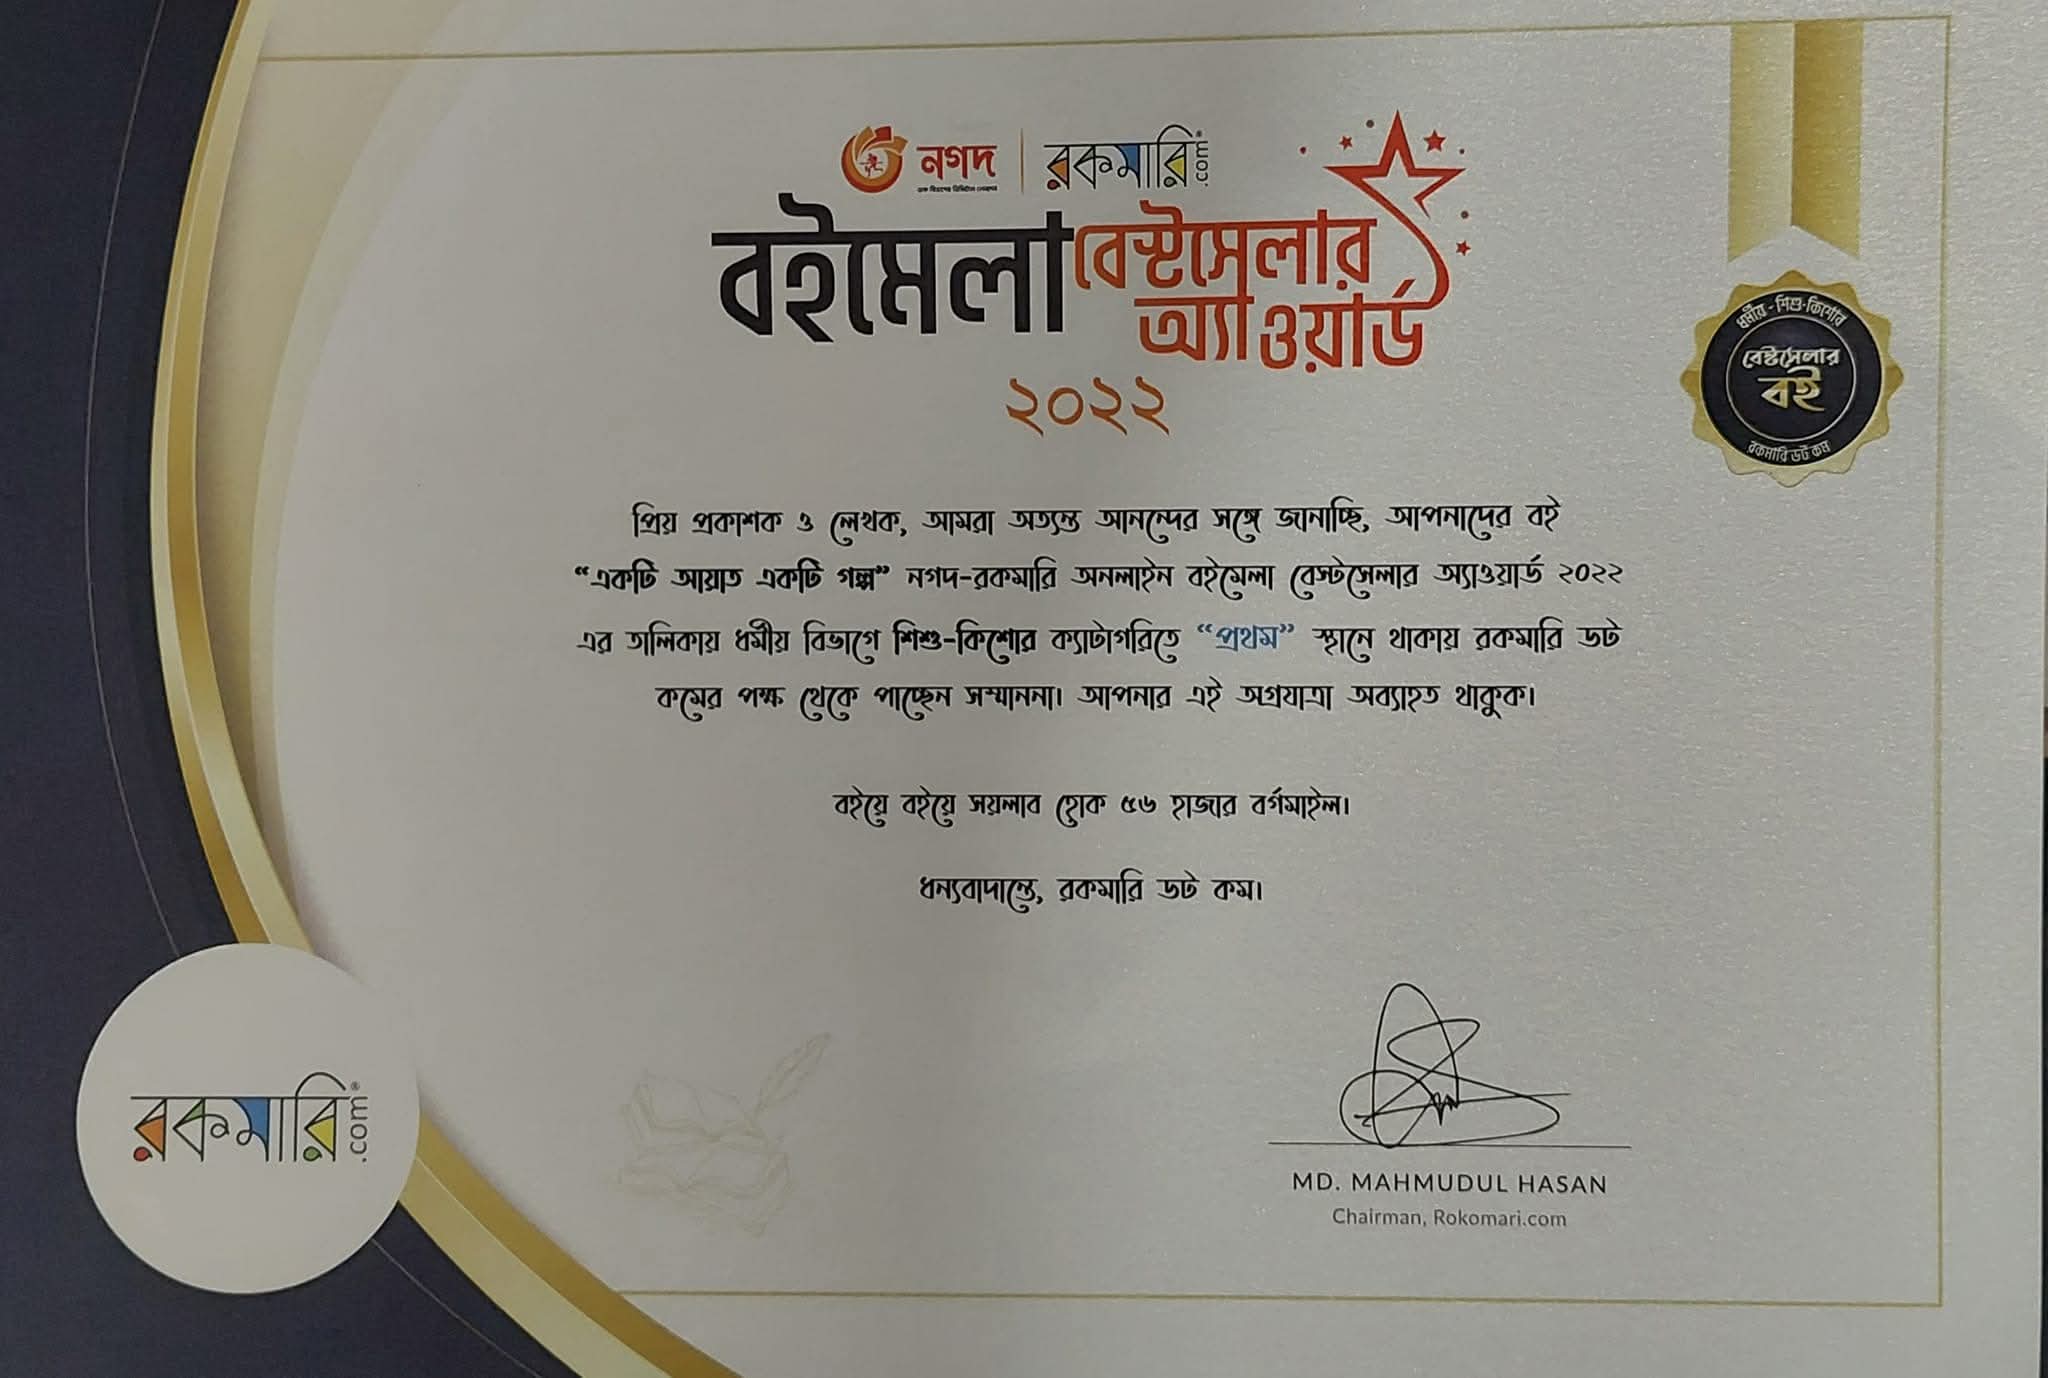 নগদ | রকমারি.com
ডাক বিভাগের ডিজিটাল লেনদেন
বইমেলা বেস্টসেলার
অ্যাওয়ার্ড
২০২২
ধর্মীয় - শিশু-কিশোর
বেস্টসেলার
বই
রকমারি ডট কম
প্রিয় প্রকাশক ও লেখক, আমরা অত্যন্ত আনন্দের সঙ্গে জানাচ্ছি, আপনাদের বই
“একটি আয়াত একটি গল্প” নগদ-রকমারি অনলাইন বইমেলা বেস্টসেলার অ্যাওয়ার্ড ২০২২
এর তালিকায় ধর্মীয় বিভাগে শিশু-কিশোর ক্যাটাগরিতে “প্রথম” স্থানে থাকায় রকমারি ডট
কমের পক্ষ থেকে পাচ্ছেন সম্মাননা। আপনার এই অগ্রযাত্রা অব্যাহত থাকুক।
বইয়ে বইয়ে সয়লাব হোক ৫৬ হাজার বর্গমাইল।
ধন্যবাদান্তে, রকমারি ডট কম।
রকমারি.com
MD. MAHMUDUL HASAN
Chairman, Rokomari.com